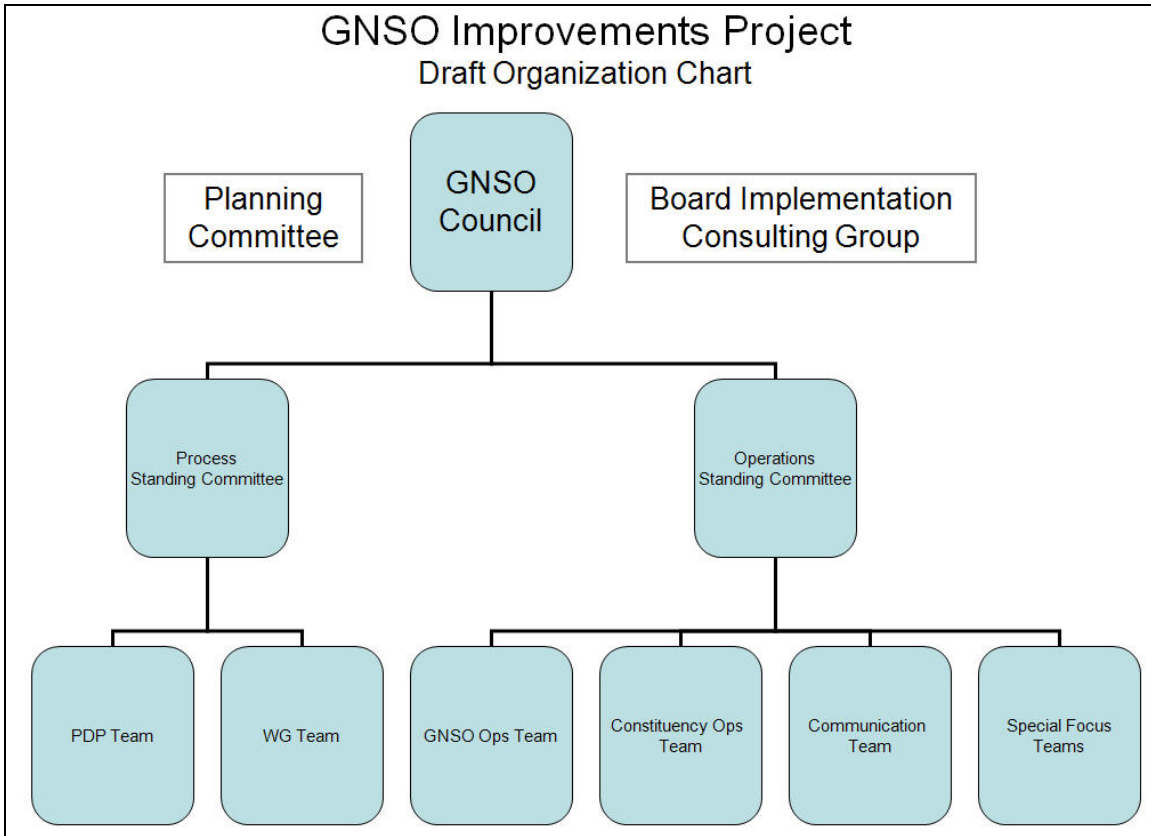 GNSO Improvements Project
Draft Organization Chart
GNSO
Council
Planning
Committee
Board Implementation
Consulting Group
Process
Standing Committee
Operations
Standing Committee
PDP Team
WG Team
GNSO Ops Team
Constituency Ops
Team
Communication
Team
Special Focus
Teams